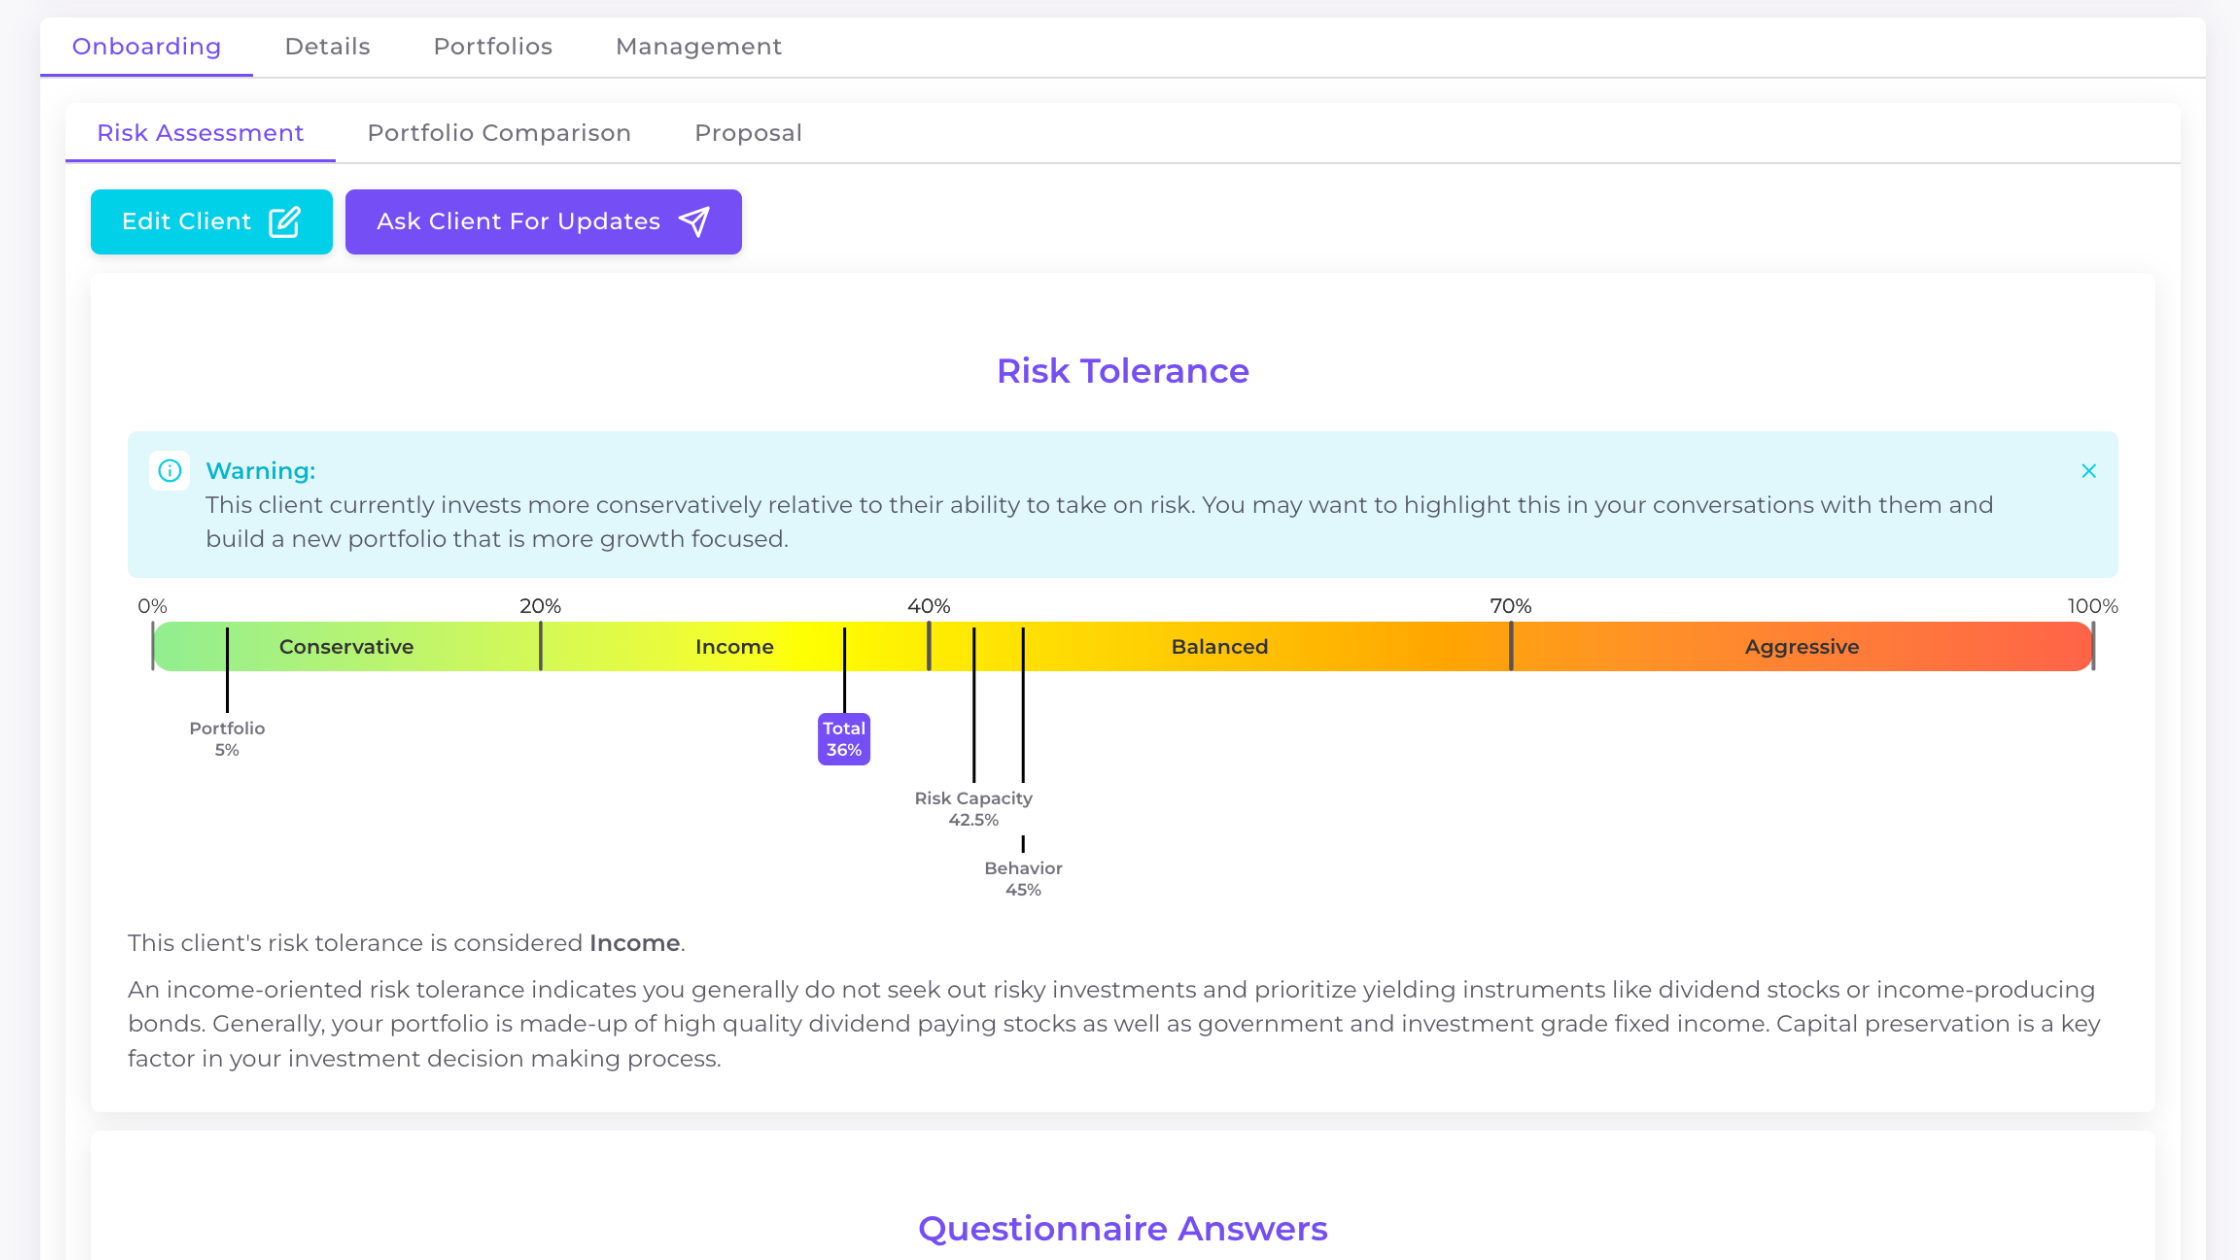 Onboarding Details Portfolios Management
Risk Assessment Portfolio Comparison Proposal
Edit Client Ask Client For Updates
Risk Tolerance
Warning:
This client currently invests more conservatively relative to their ability to take on risk. You may want to highlight this in your conversations with them and
build a new portfolio that is more growth focused.
0% 20% 40% 70% 100%
Conservative Income Balanced Aggressive
Portfolio
5%
Total
36%
Risk Capacity
42.5%
Behavior
45%
This client's risk tolerance is considered Income.
An income-oriented risk tolerance indicates you generally do not seek out risky investments and prioritize yielding instruments like dividend stocks or income-producing
bonds. Generally, your portfolio is made-up of high quality dividend paying stocks as well as government and investment grade fixed income. Capital preservation is a key
factor in your investment decision making process.
Questionnaire Answers